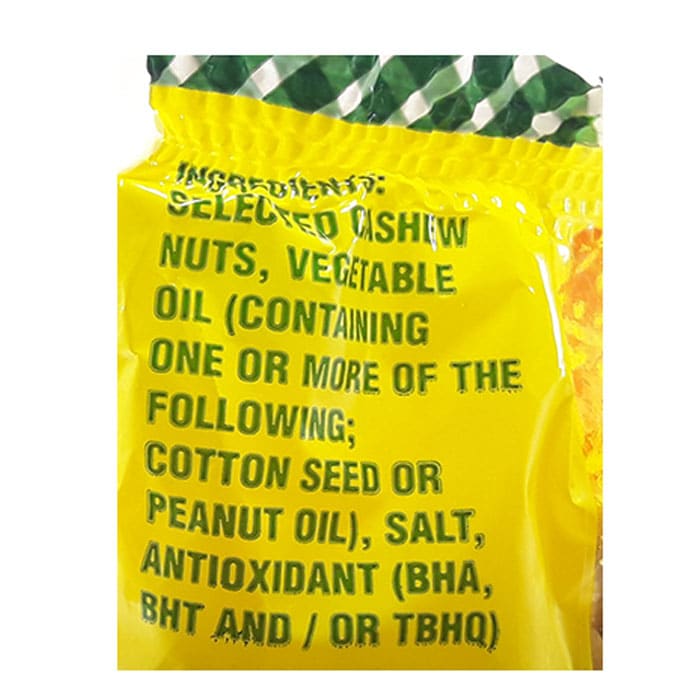 INGREDIENTS:
SELECTED CASHEW
NUTS, VEGETABLE
OIL (CONTAINING
ONE OR MORE OF THE
FOLLOWING;
COTTON SEED OR
PEANUT OIL), SALT,
ANTIOXIDANT (BHA,
BHT AND / OR TBHQ)